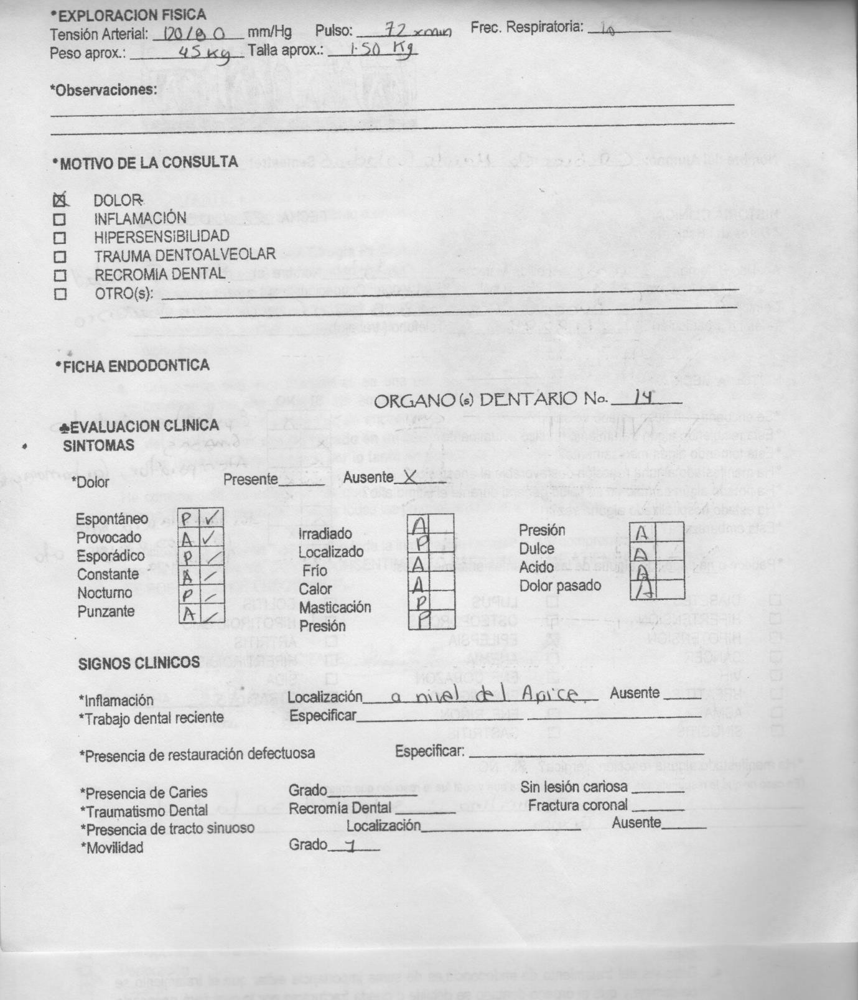 *EXPLORACION FISICA
Tensión Arterial: 120/80 mm/Hg Pulso: 72 xmin Frec. Respiratoria:
Peso aprox.: 45 Kg Talla aprox.: 1.50 Kg
*Observaciones:
*MOTIVO DE LA CONSULTA
☒ DOLOR
☐ INFLAMACIÓN
☐ HIPERSENSIBILIDAD
☐ TRAUMA DENTOALVEOLAR
☐ RECROMIA DENTAL
☐ OTRO(s):
*FICHA ENDODONTICA
ORGANO(s) DENTARIO No. 14
♣EVALUACION CLINICA
SINTOMAS
*Dolor Presente Ausente X
Espontáneo P ✓
Provocado A ✓ Irradiado A Presión A
Esporádico P ✓ Localizado P Dulce A
Constante A ✓ Frío A Acido A
Nocturno P ✓ Calor A Dolor pasado A
Punzante A ✓ Masticación P
Presión P
SIGNOS CLINICOS
*Inflamación Localización a nivel del Apice. Ausente
*Trabajo dental reciente Especificar
*Presencia de restauración defectuosa Especificar:
*Presencia de Caries Grado Sin lesión cariosa
*Traumatismo Dental Recromía Dental Fractura coronal
*Presencia de tracto sinuoso Localización Ausente
*Movilidad Grado 1